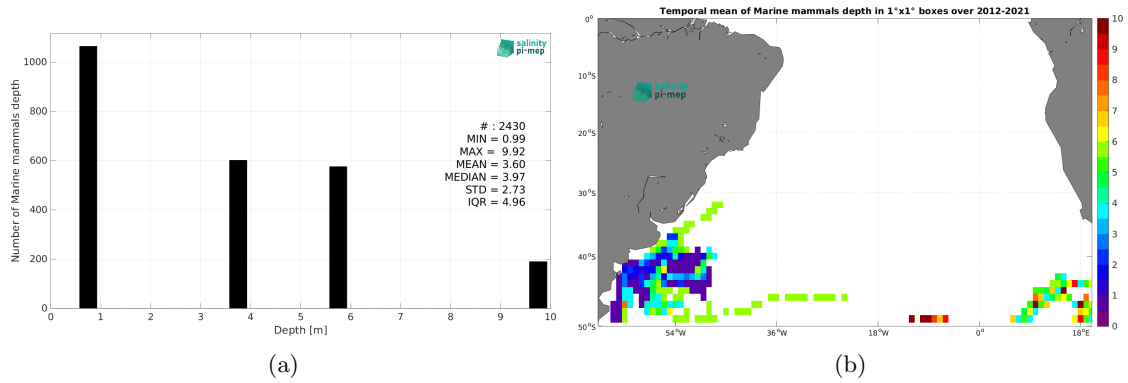 salinity
pi-mep
Number of Marine mammals depth
1000
800
600
400
200
0
# : 2430
MIN = 0.99
MAX = 9.92
MEAN = 3.60
MEDIAN = 3.97
STD = 2.73
IQR = 4.96
0 1 2 3 4 5 6 7 8 9 10
Depth [m]
(a)
Temporal mean of Marine mammals depth in 1°x1° boxes over 2012-2021
salinity
pi-mep
0°
10°S
20°S
30°S
40°S
50°S
54°W 36°W 18°W 0° 18°E
10
9
8
7
6
5
4
3
2
1
0
(b)